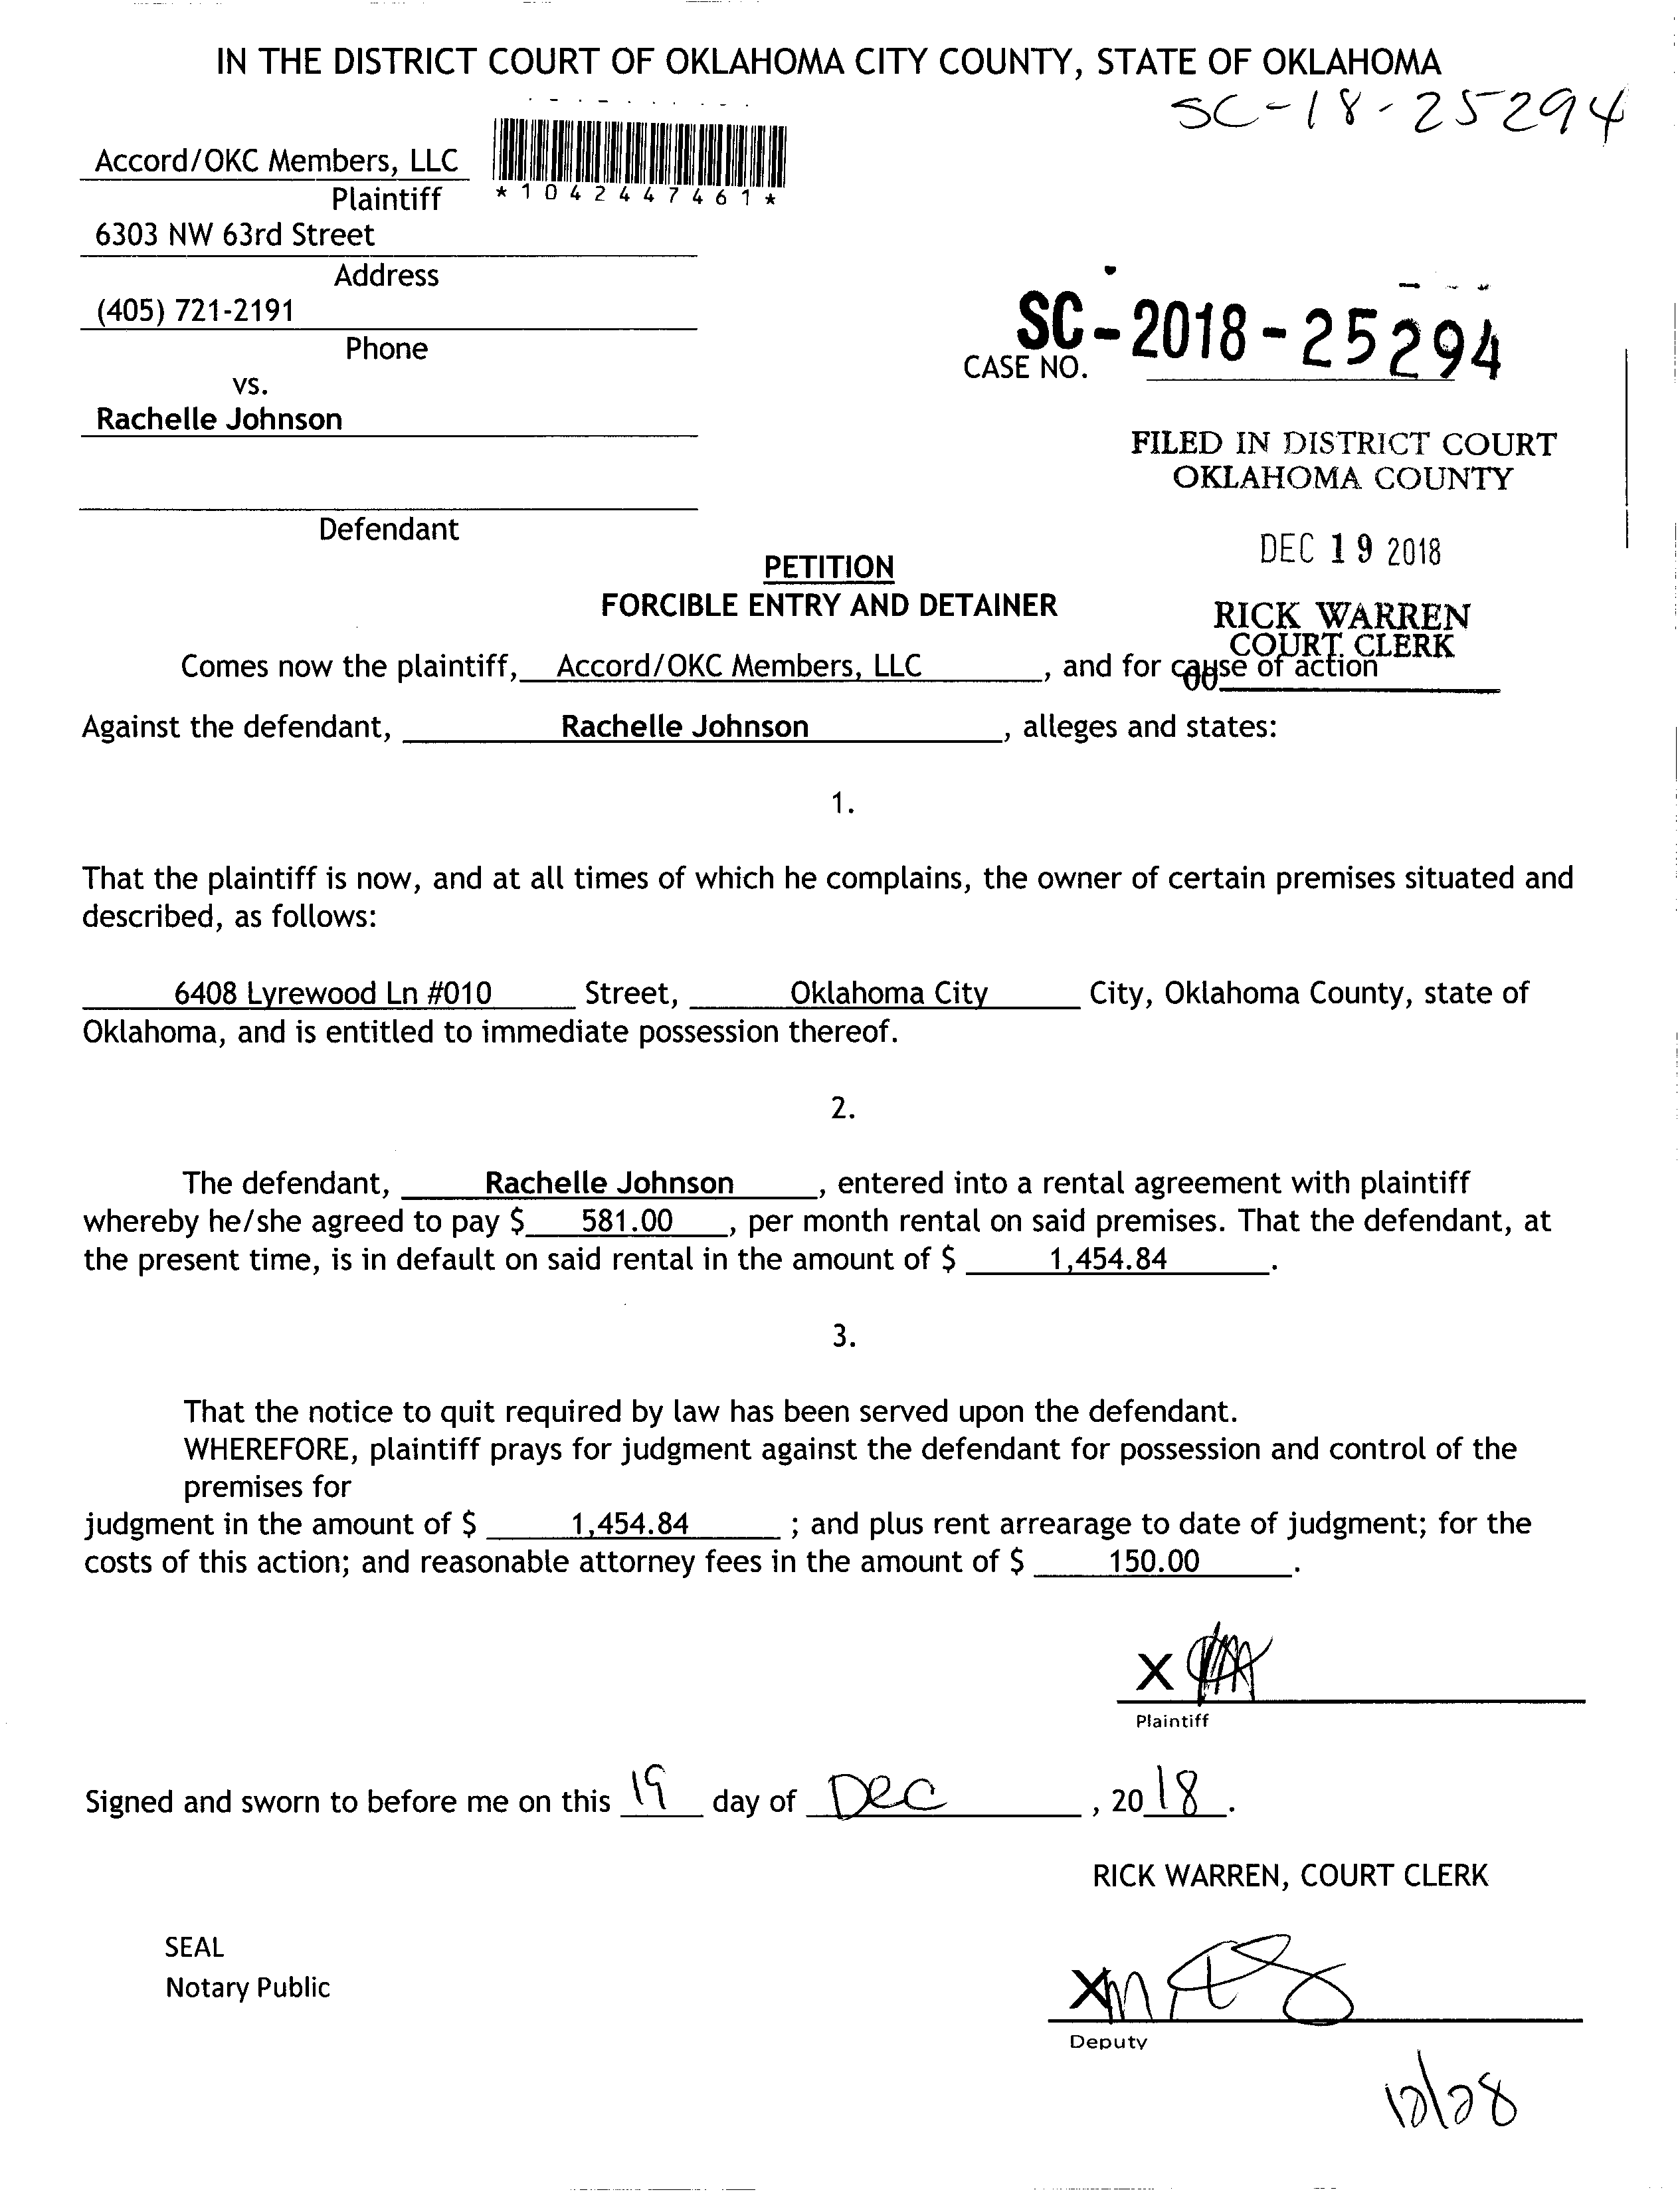 IN THE DISTRICT COURT OF OKLAHOMA CITY COUNTY, STATE OF OKLAHOMA
SC-18-25294
Accord/OKC Members, LLC
Plaintiff
*1042447461*
6303 NW 63rd Street
Address
(405) 721-2191
Phone
SC-2018-25294
CASE NO.
vs.
Rachelle Johnson
FILED IN DISTRICT COURT
OKLAHOMA COUNTY
Defendant
DEC 19 2018
PETITION
FORCIBLE ENTRY AND DETAINER
RICK WARREN
COURT CLERK
Comes now the plaintiff, Accord/OKC Members, LLC, and for cause of action
Against the defendant, Rachelle Johnson, alleges and states:
1.
That the plaintiff is now, and at all times of which he complains, the owner of certain premises situated and
described, as follows:
6408 Lyrewood Ln #010 Street, Oklahoma City City, Oklahoma County, state of
Oklahoma, and is entitled to immediate possession thereof.
2.
The defendant, Rachelle Johnson, entered into a rental agreement with plaintiff
whereby he/she agreed to pay $ 581.00, per month rental on said premises. That the defendant, at
the present time, is in default on said rental in the amount of $ 1,454.84.
3.
That the notice to quit required by law has been served upon the defendant.
WHEREFORE, plaintiff prays for judgment against the defendant for possession and control of the
premises for
judgment in the amount of $ 1,454.84 ; and plus rent arrearage to date of judgment; for the
costs of this action; and reasonable attorney fees in the amount of $ 150.00.
X
Plaintiff
Signed and sworn to before me on this 19 day of Dec, 20 18.
RICK WARREN, COURT CLERK
SEAL
Notary Public
X
Deputy
12/28